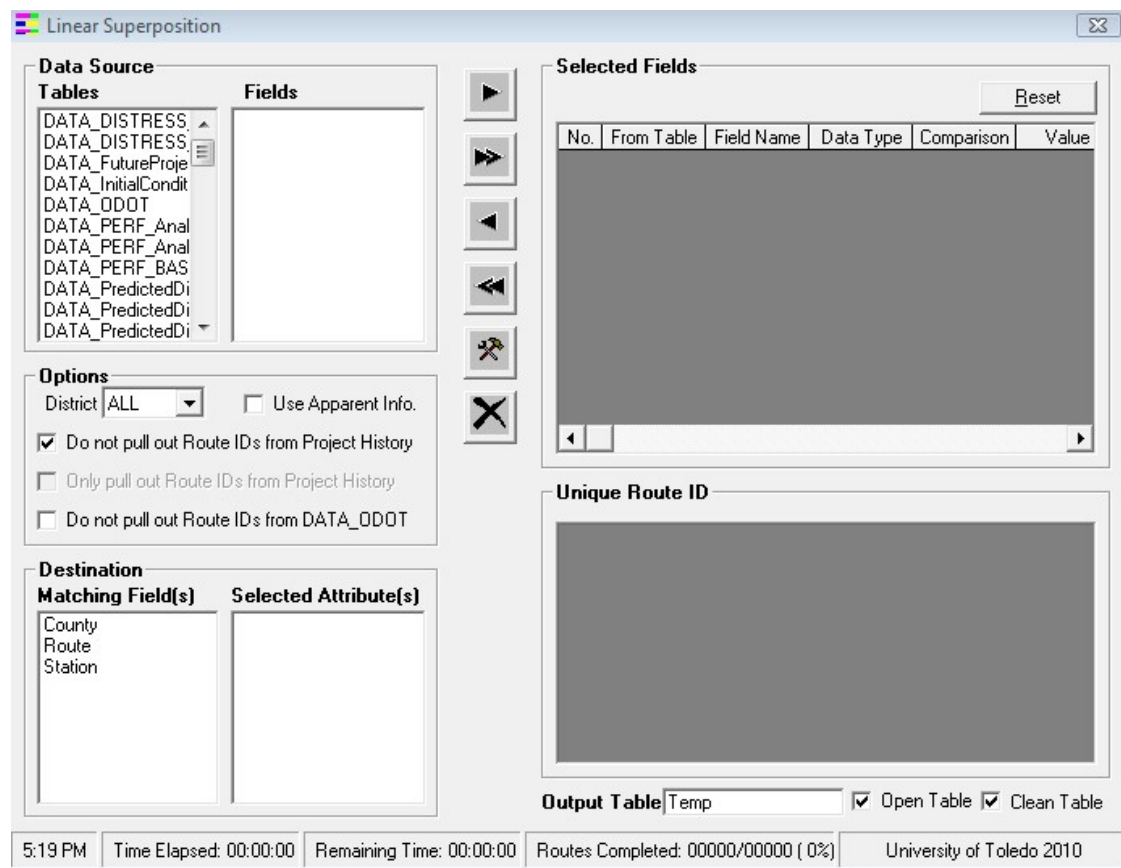 Linear Superposition
Data Source
Tables
Fields
DATA_DISTRESS_
DATA_DISTRESS_
DATA_FutureProje
DATA_InitialCondit
DATA_ODOT
DATA_PERF_Anal
DATA_PERF_Anal
DATA_PERF_BAS
DATA_PredictedDi
DATA_PredictedDi
DATA_PredictedDi
Options
District ALL
Use Apparent Info.
Do not pull out Route IDs from Project History
Only pull out Route IDs from Project History
Do not pull out Route IDs from DATA_ODOT
Destination
Matching Field(s)
Selected Attribute(s)
County
Route
Station
Selected Fields
Reset
No. From Table Field Name Data Type Comparison Value
Unique Route ID
Output Table Temp Open Table Clean Table
5:19 PM Time Elapsed: 00:00:00 Remaining Time: 00:00:00 Routes Completed: 00000/00000 ( 0%) University of Toledo 2010